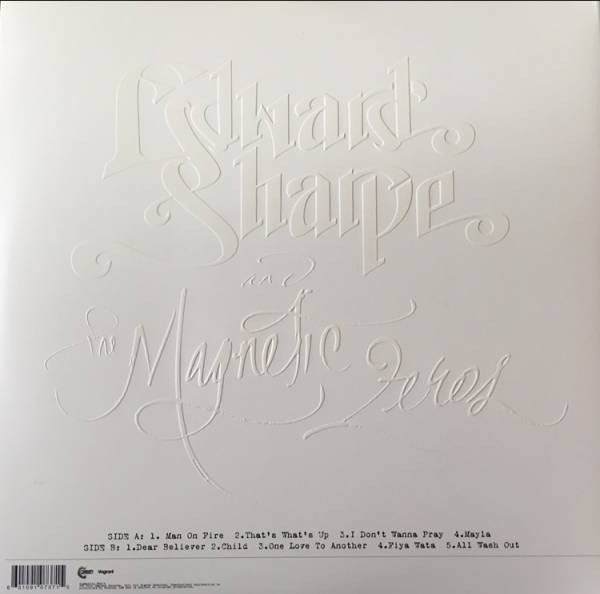 Edward
Sharpe
and
the Magnetic Zeros
SIDE A: 1. Man On Fire 2.That's What's Up 3.I Don't Wanna Pray 4.Mayla
SIDE B: 1.Dear Believer 2.Child 3.One Love To Another 4.Fiya Wata 5.All Wash Out
Vagrant